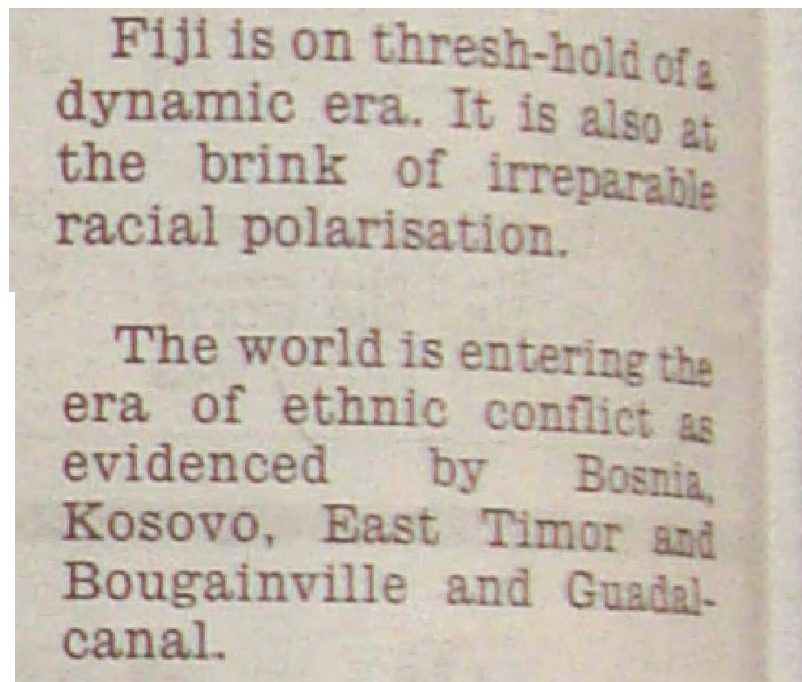 Fiji is on thresh-hold of a
dynamic era. It is also at
the brink of irreparable
racial polarisation.
The world is entering the
era of ethnic conflict as
evidenced by Bosnia,
Kosovo, East Timor and
Bougainville and Guadal-
canal.